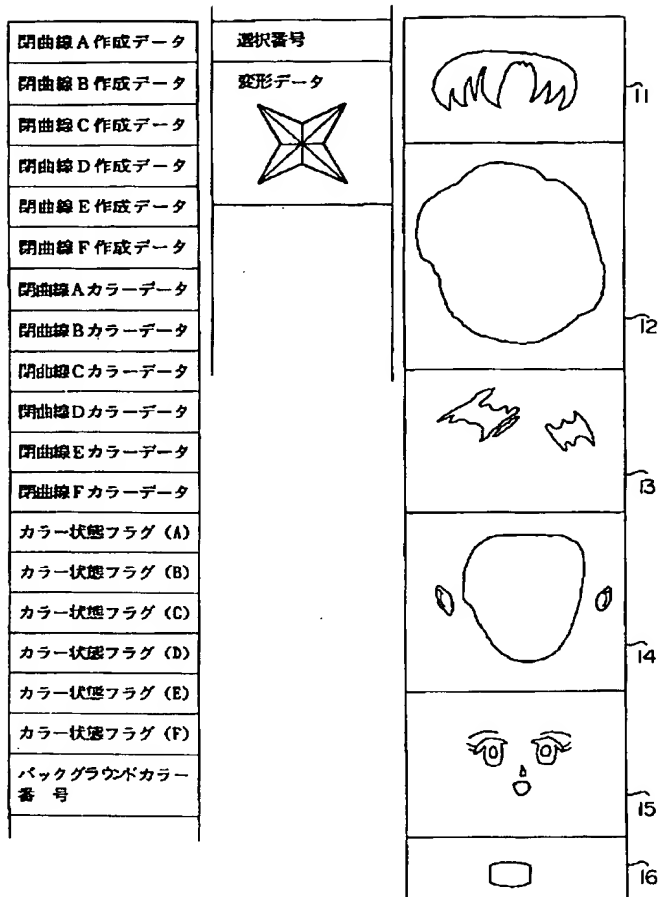 閉曲線A作成データ
閉曲線B作成データ
閉曲線C作成データ
閉曲線D作成データ
閉曲線E作成データ
閉曲線F作成データ
閉曲線Aカラーデータ
閉曲線Bカラーデータ
閉曲線Cカラーデータ
閉曲線Dカラーデータ
閉曲線Eカラーデータ
閉曲線Fカラーデータ
カラー状態フラグ (A)
カラー状態フラグ (B)
カラー状態フラグ (C)
カラー状態フラグ (D)
カラー状態フラグ (E)
カラー状態フラグ (F)
バックグラウンドカラー
番 号
選択番号
変形データ
11
12
13
14
15
16